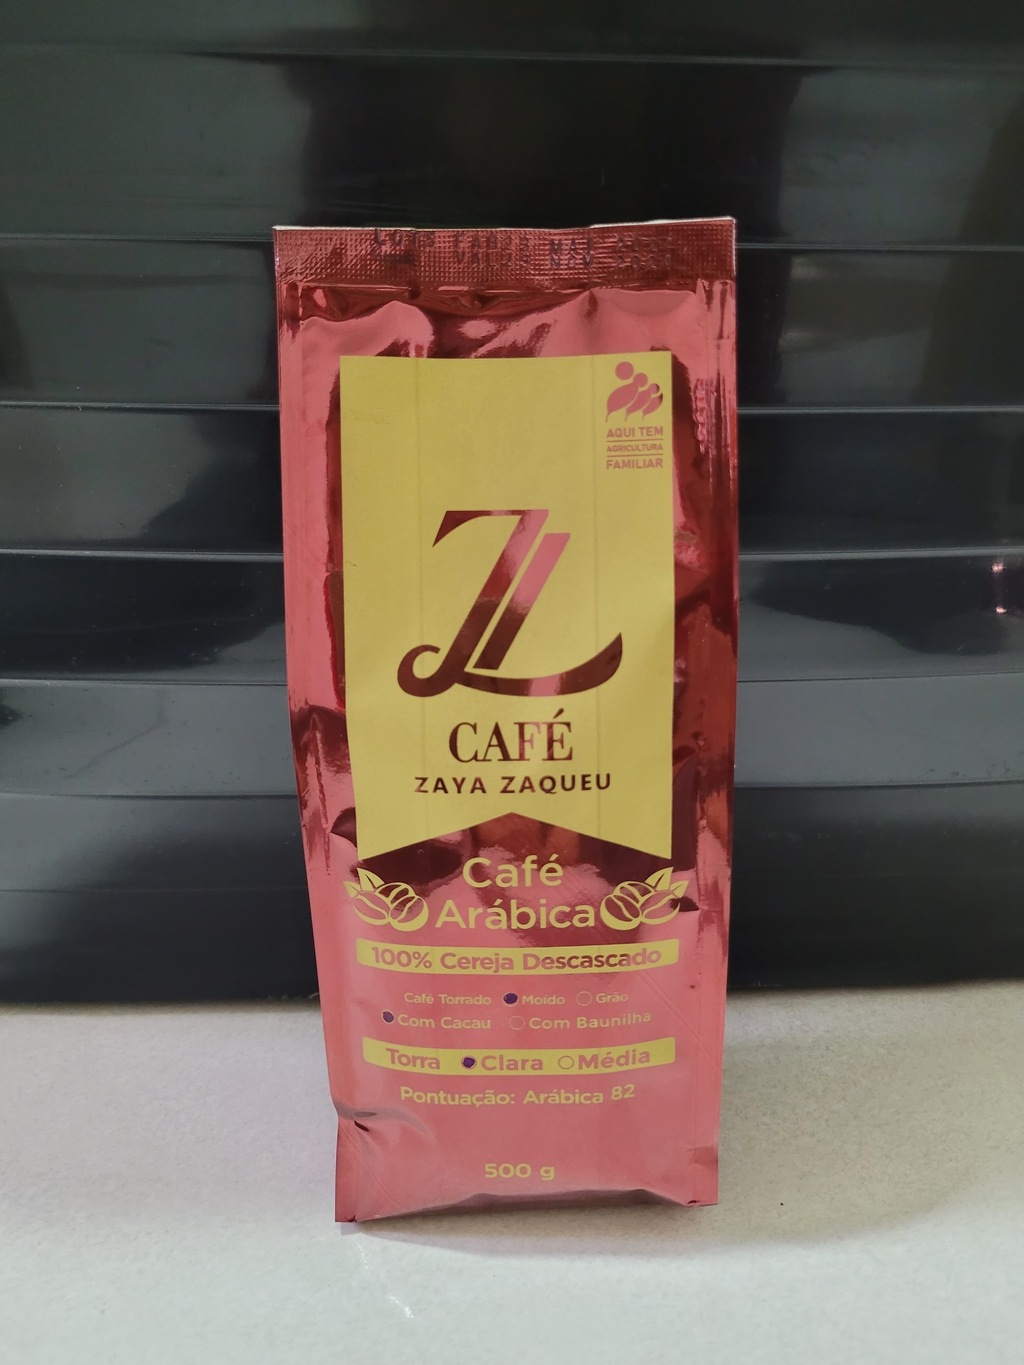 AQUI TEM
AGRICULTURA
FAMILIAR
CAFÉ
ZAYA ZAQUEU
Café
Arábica
100% Cereja Descascado
Café Torrado Moído Grão
Com Cacau Com Baunilha
Torra Clara Média
Pontuação: Arábica 82
500 g